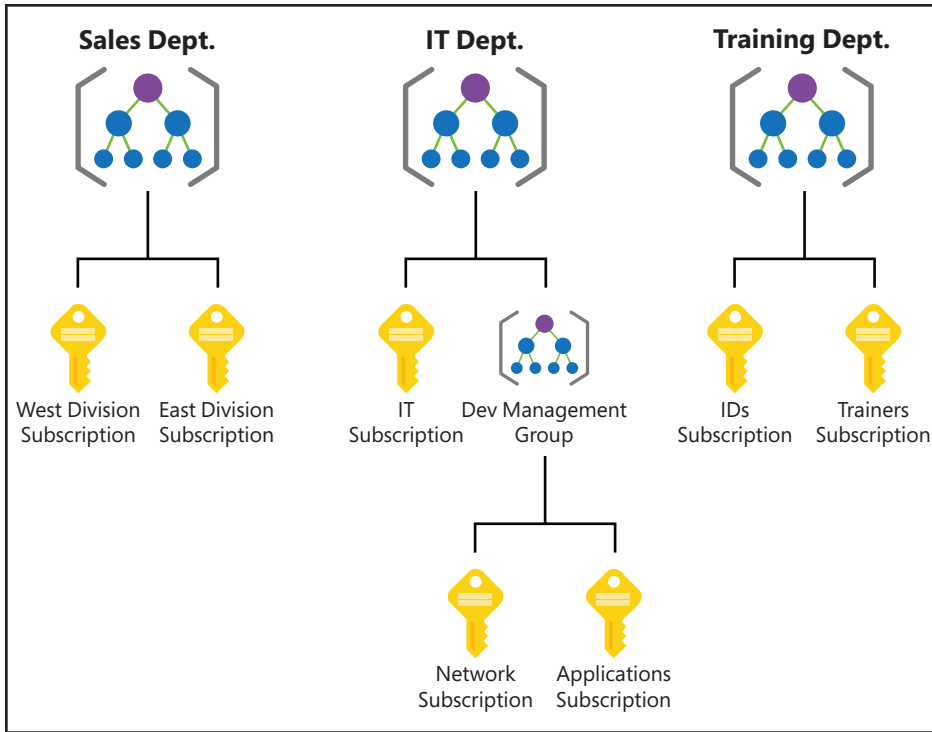 Sales Dept.
IT Dept.
Training Dept.
West Division
Subscription
East Division
Subscription
IT
Subscription
Dev Management
Group
IDs
Subscription
Trainers
Subscription
Network
Subscription
Applications
Subscription